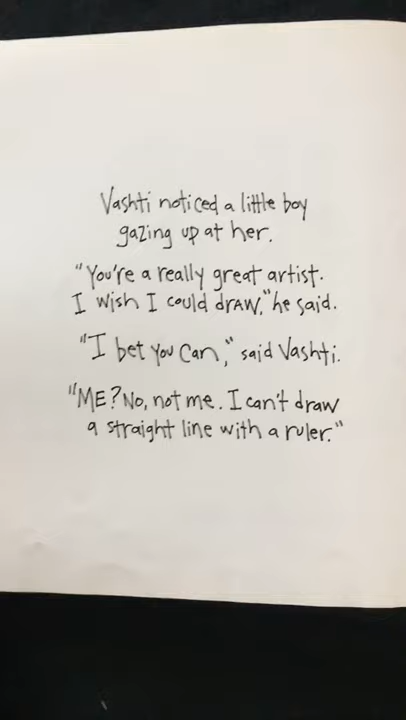 Vashti noticed a little boy
gazing up at her.
"You're a really great artist.
I wish I could draw," he said.
"I bet you can," said Vashti.
"ME? No, not me. I can't draw
a straight line with a ruler."